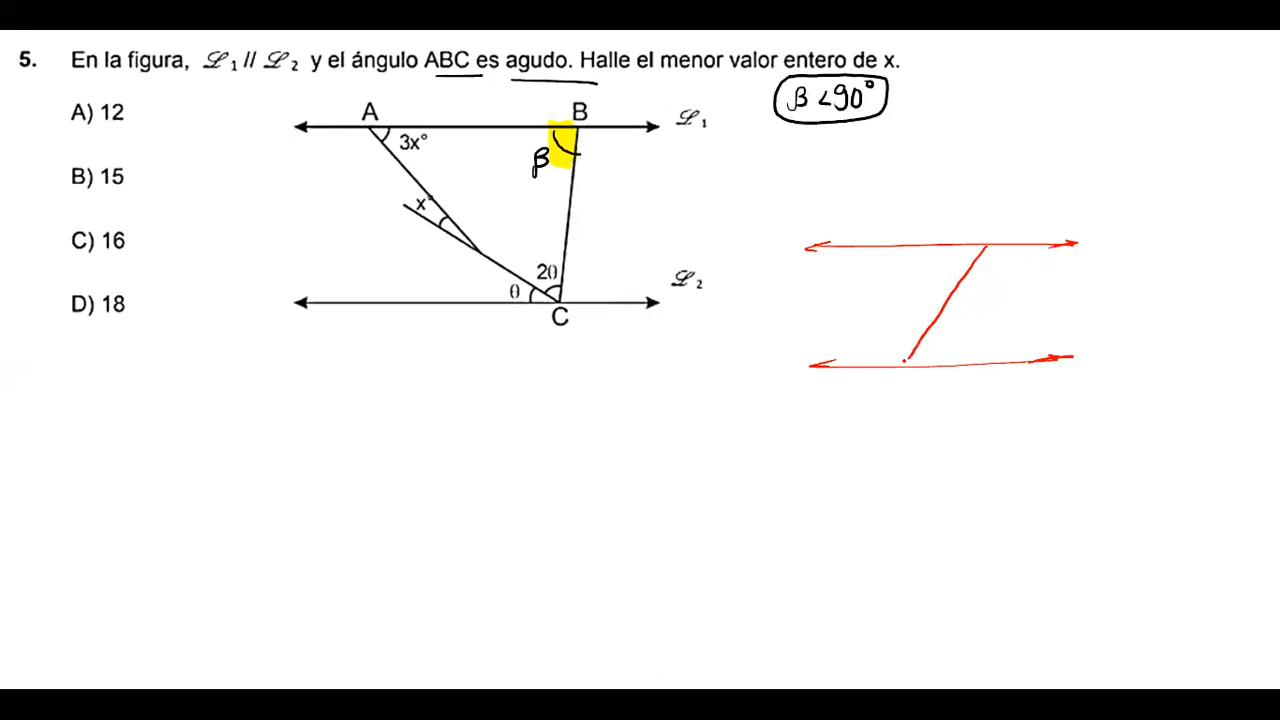 5. En la figura, ℒ₁ // ℒ₂ y el ángulo ABC es agudo. Halle el menor valor entero de x.
β < 90°
A) 12
B) 15
C) 16
D) 18
A
B
ℒ₁
3x°
β
x°
2θ
θ
C
ℒ₂